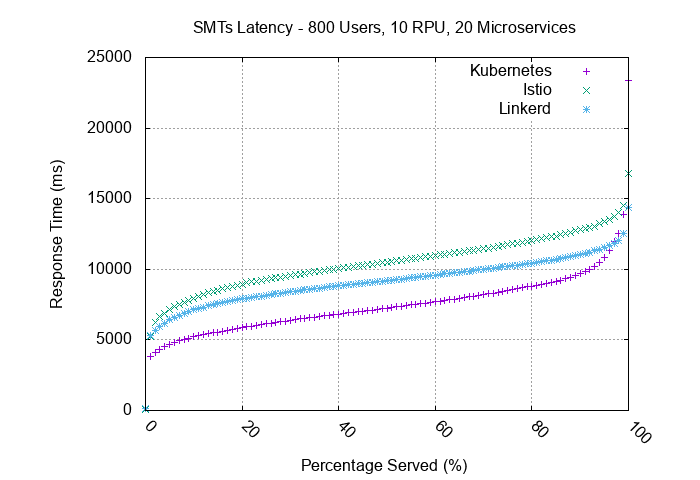 SMTs Latency - 800 Users, 10 RPU, 20 Microservices
25000
20000
15000
10000
5000
0
Response Time (ms)
Kubernetes
Istio
Linkerd
0
20
40
60
80
100
Percentage Served (%)